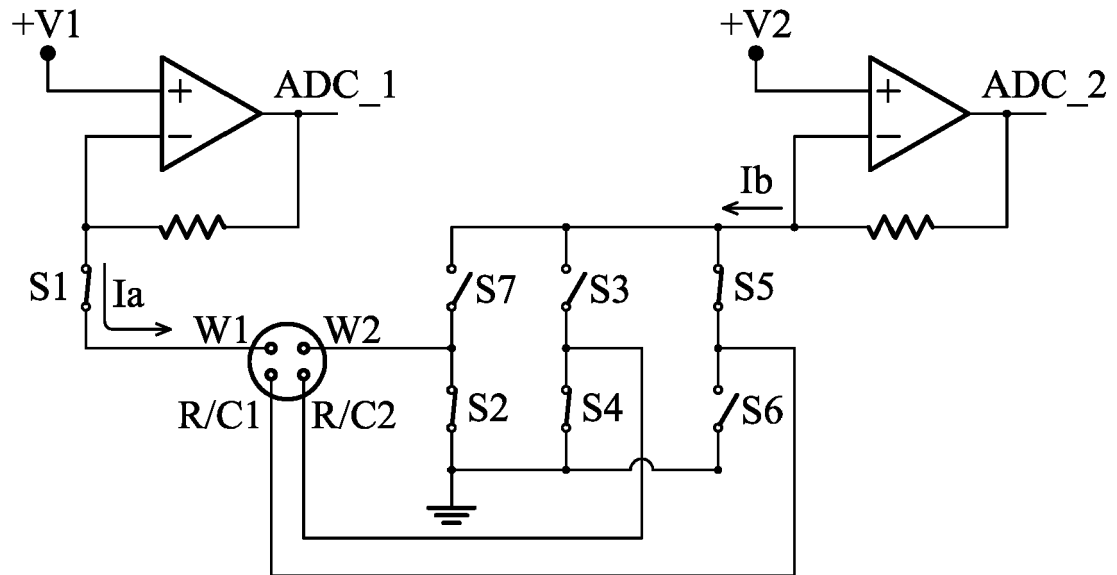 +V1
+V2
ADC_1
ADC_2
Ib
S1
Ia
S7
S3
S5
W1
W2
R/C1
R/C2
S2
S4
S6